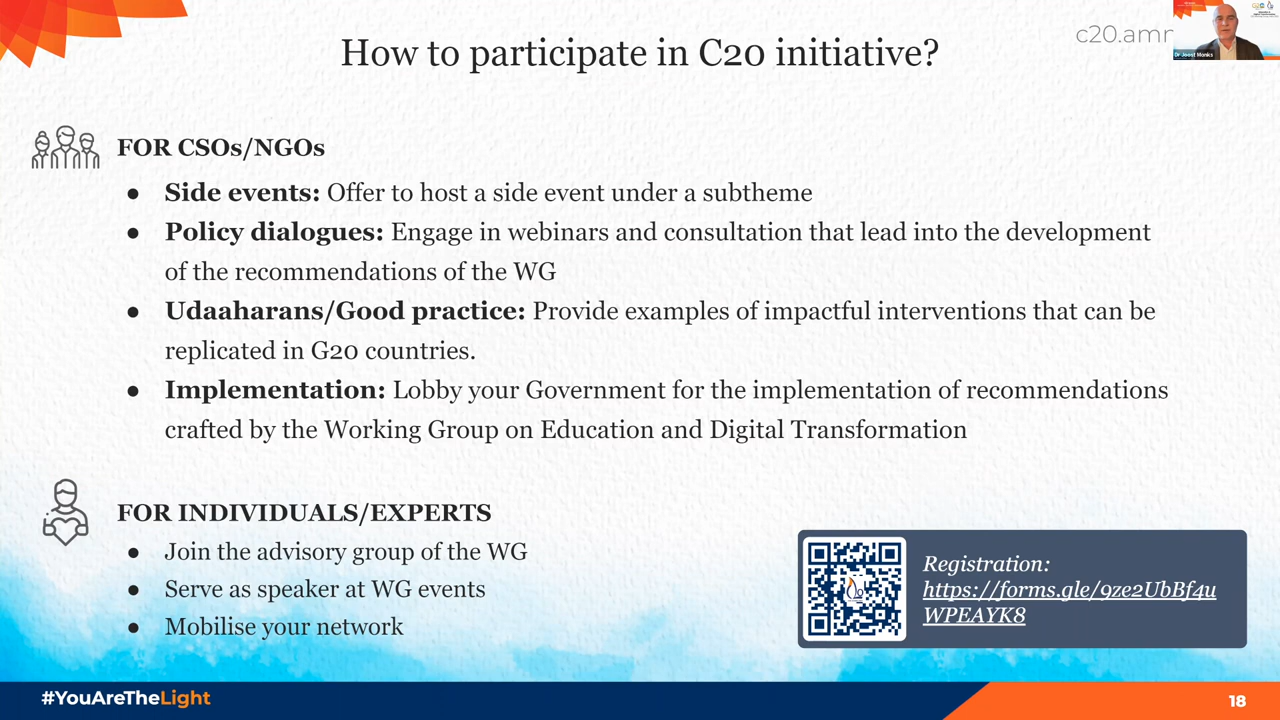 c20.amr
Dr Joost Monks
How to participate in C20 initiative?
FOR CSOs/NGOs
● Side events: Offer to host a side event under a subtheme
● Policy dialogues: Engage in webinars and consultation that lead into the development
of the recommendations of the WG
● Udaaharans/Good practice: Provide examples of impactful interventions that can be
replicated in G20 countries.
● Implementation: Lobby your Government for the implementation of recommendations
crafted by the Working Group on Education and Digital Transformation
FOR INDIVIDUALS/EXPERTS
● Join the advisory group of the WG
● Serve as speaker at WG events
● Mobilise your network
Registration:
https://forms.gle/9ze2UbBf4u
WPEAYK8
#YouAreTheLight
18